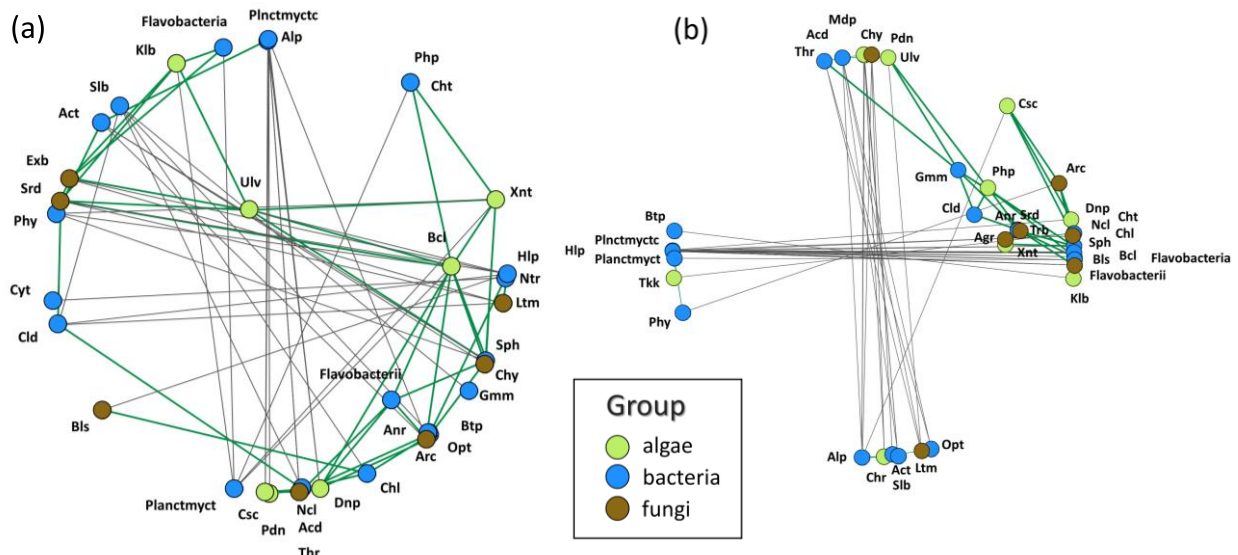 (a)
Flavobacteria
Plnctmyctc
Alp
Klb
Php
Cht
Slb
Act
Exb
Srd
Phy
Ulv
Xnt
Bcl
Hlp
Ntr
Ltm
Cyt
Cld
Sph
Chy
Flavobacterii
Gmm
Bls
Anr
Btp
Opt
Arc
Chl
Planctmyct
Csc
Pdn
Ncl
Acd
Thr
Dnp
(b)
Mdp
Acd
Thr
Chy
Pdn
Ulv
Csc
Gmm
Php
Arc
Cld
Anr Srd
Trb
Agr
Xnt
Dnp
Cht
Ncl
Chl
Sph
Bcl
Bls
Flavobacteria
Flavobacterii
Klb
Btp
Plnctmyctc
Hlp
Planctmyct
Tkk
Phy
Alp
Chr
Act
Slb
Ltm
Opt
Group
algae
bacteria
fungi